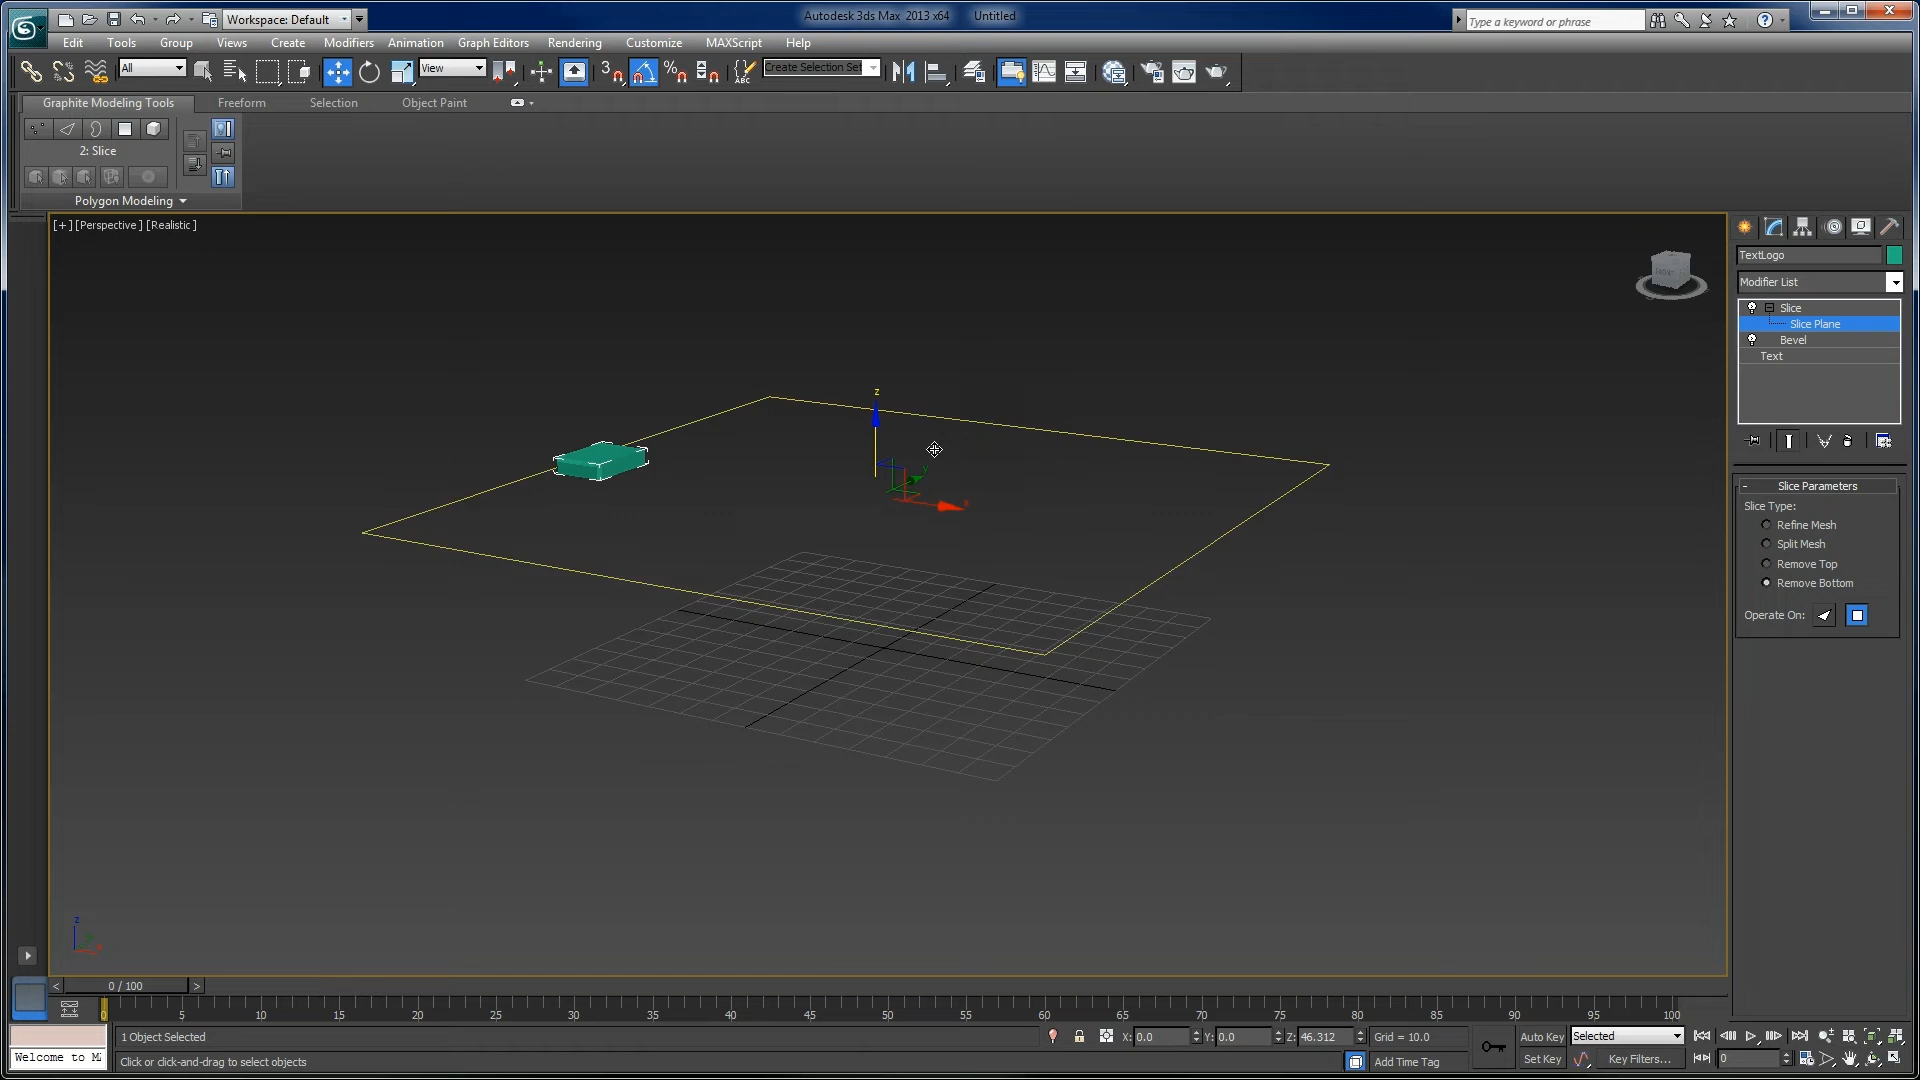 Workspace: Default
Autodesk 3ds Max 2013 x64 Untitled
Type a keyword or phrase
Edit Tools Group Views Create Modifiers Animation Graph Editors Rendering Customize MAXScript Help
All
View
Create Selection Set
Graphite Modeling Tools Freeform Selection Object Paint
2: Slice
Polygon Modeling
[+] [Perspective] [Realistic]
FRONT
z
y
x
TextLogo
Modifier List
Slice
Slice Plane
Bevel
Text
Slice Parameters
Slice Type:
Refine Mesh
Split Mesh
Remove Top
Remove Bottom
Operate On:
z
x
< 0 / 100 >
0 5 10 15 20 25 30 35 40 45 50 55 60 65 70 75 80 85 90 95 100
1 Object Selected
X: 0.0 Y: 0.0 Z: 46.312 Grid = 10.0
Auto Key Selected
Welcome to M
Click or click-and-drag to select objects
Add Time Tag
Set Key Key Filters... 0